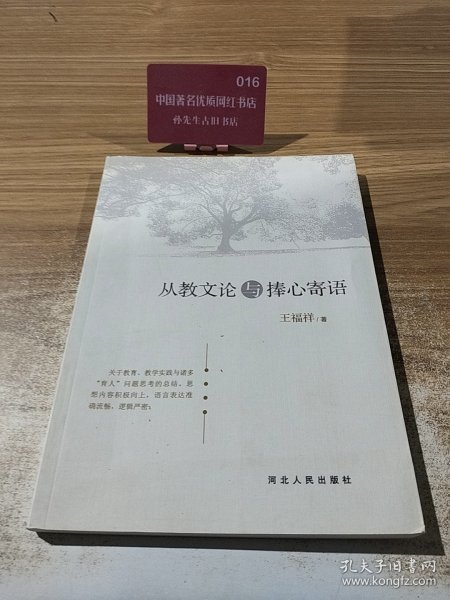 016
中国著名优质网红书店
孙先生古旧书店
从教文论与捧心寄语
王福祥/著
关于教育、教学实践与诸多
“育人”问题思考的总结。思
想内容积极向上，语言表达准
确流畅，逻辑严密；
河北人民出版社
孔夫子旧书网
www.kongfz.com